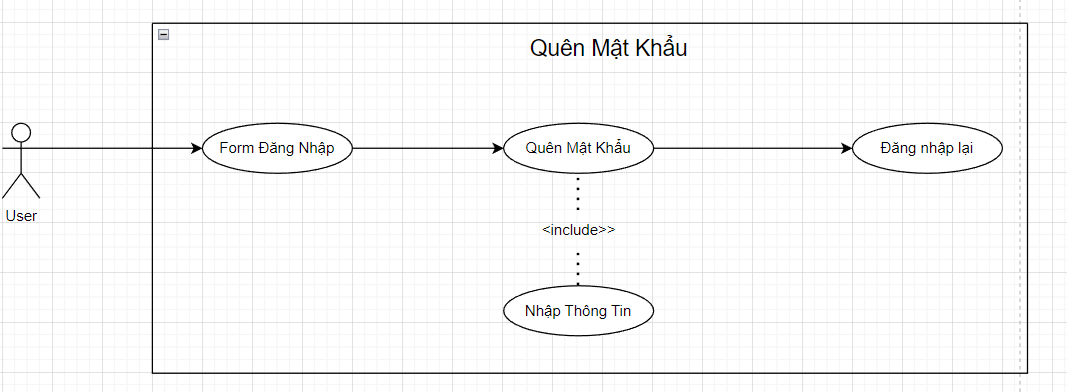 Quên Mật Khẩu
Form Đăng Nhập
Quên Mật Khẩu
Đăng nhập lại
User
<include>>
Nhập Thông Tin